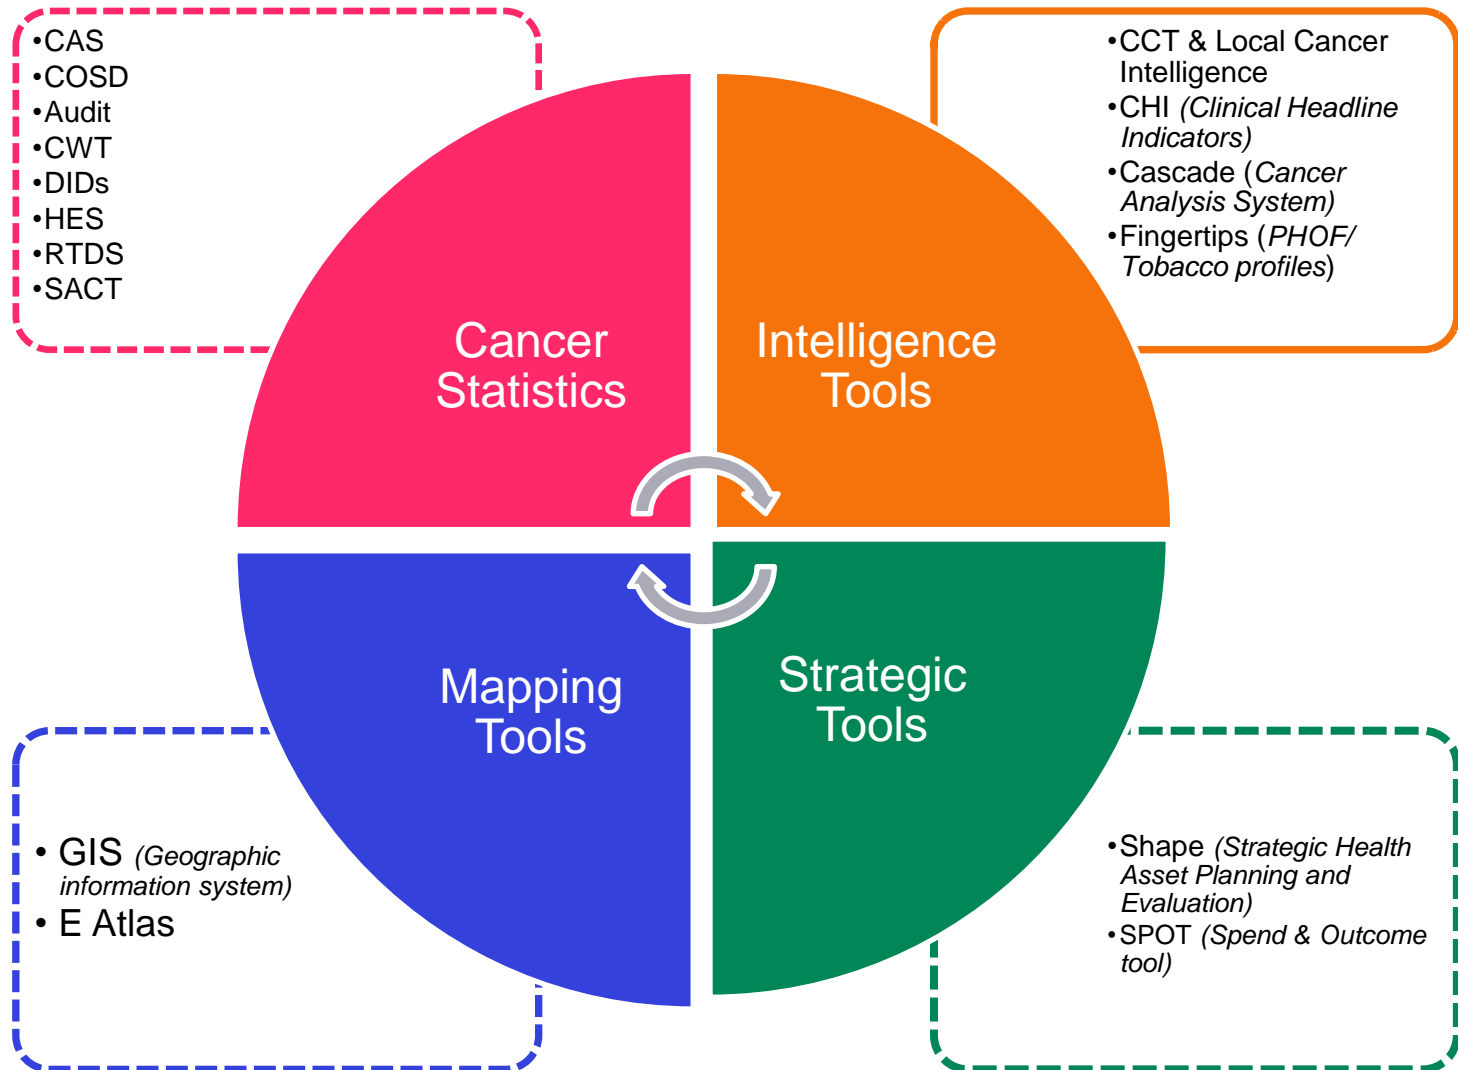 •CAS
•COSD
•Audit
•CWT
•DIDs
•HES
•RTDS
•SACT
•CCT & Local Cancer
Intelligence
•CHI (Clinical Headline
Indicators)
•Cascade (Cancer
Analysis System)
•Fingertips (PHOF/
Tobacco profiles)
Cancer
Statistics
Intelligence
Tools
Mapping
Tools
Strategic
Tools
• GIS (Geographic
information system)
• E Atlas
•Shape (Strategic Health
Asset Planning and
Evaluation)
•SPOT (Spend & Outcome
tool)